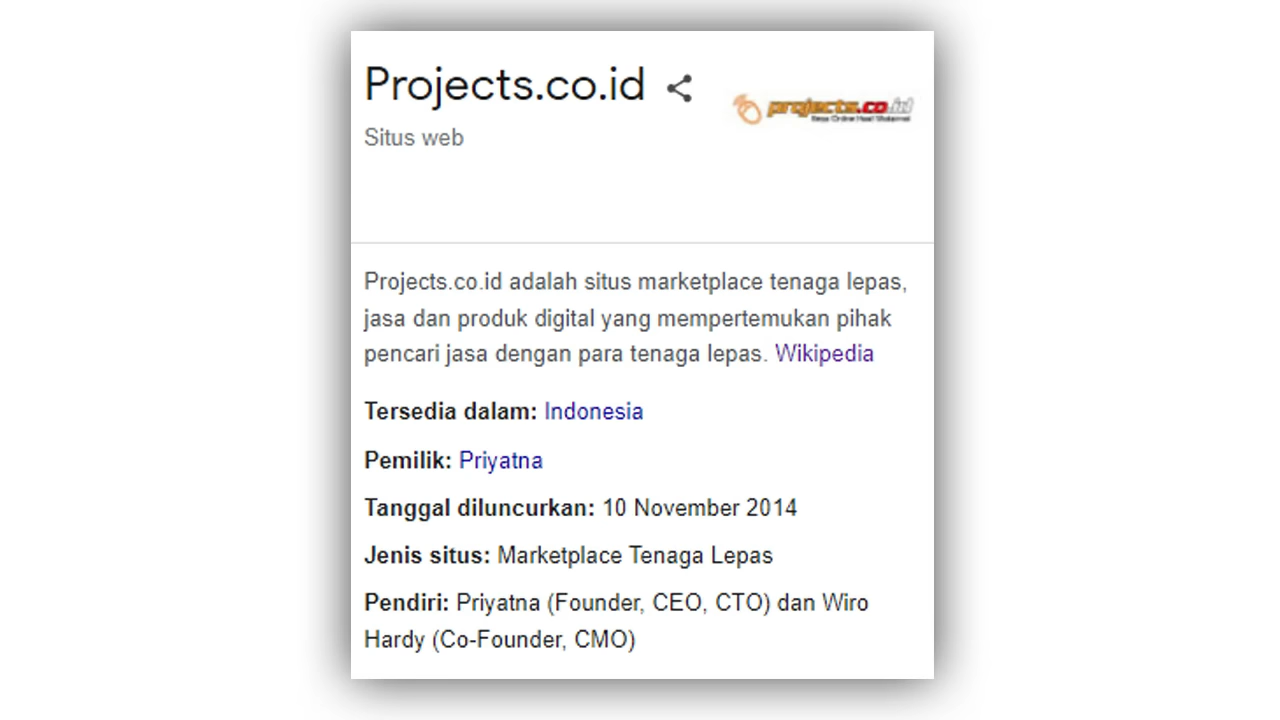 Projects.co.id
projects.co.id
Situs web
Projects.co.id adalah situs marketplace tenaga lepas,
jasa dan produk digital yang mempertemukan pihak
pencari jasa dengan para tenaga lepas. Wikipedia
Tersedia dalam: Indonesia
Pemilik: Priyatna
Tanggal diluncurkan: 10 November 2014
Jenis situs: Marketplace Tenaga Lepas
Pendiri: Priyatna (Founder, CEO, CTO) dan Wiro
Hardy (Co-Founder, CMO)